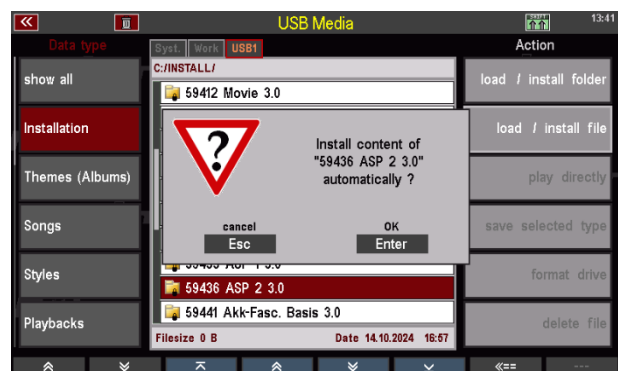 USB Media
SHIFT
13:41
Data type
Syst. Work USB1
Action
C:/INSTALL/
show all
59412 Movie 3.0
load / install folder
Installation
Install content of
"59436 ASP 2 3.0"
automatically ?
load / install file
Themes (Albums)
play directly
Songs
cancel
OK
Esc
Enter
save selected type
Styles
59436 ASP 2 3.0
format drive
Playbacks
59441 Akk-Fasc. Basis 3.0
delete file
Filesize 0 B
Date 14.10.2024 16:57